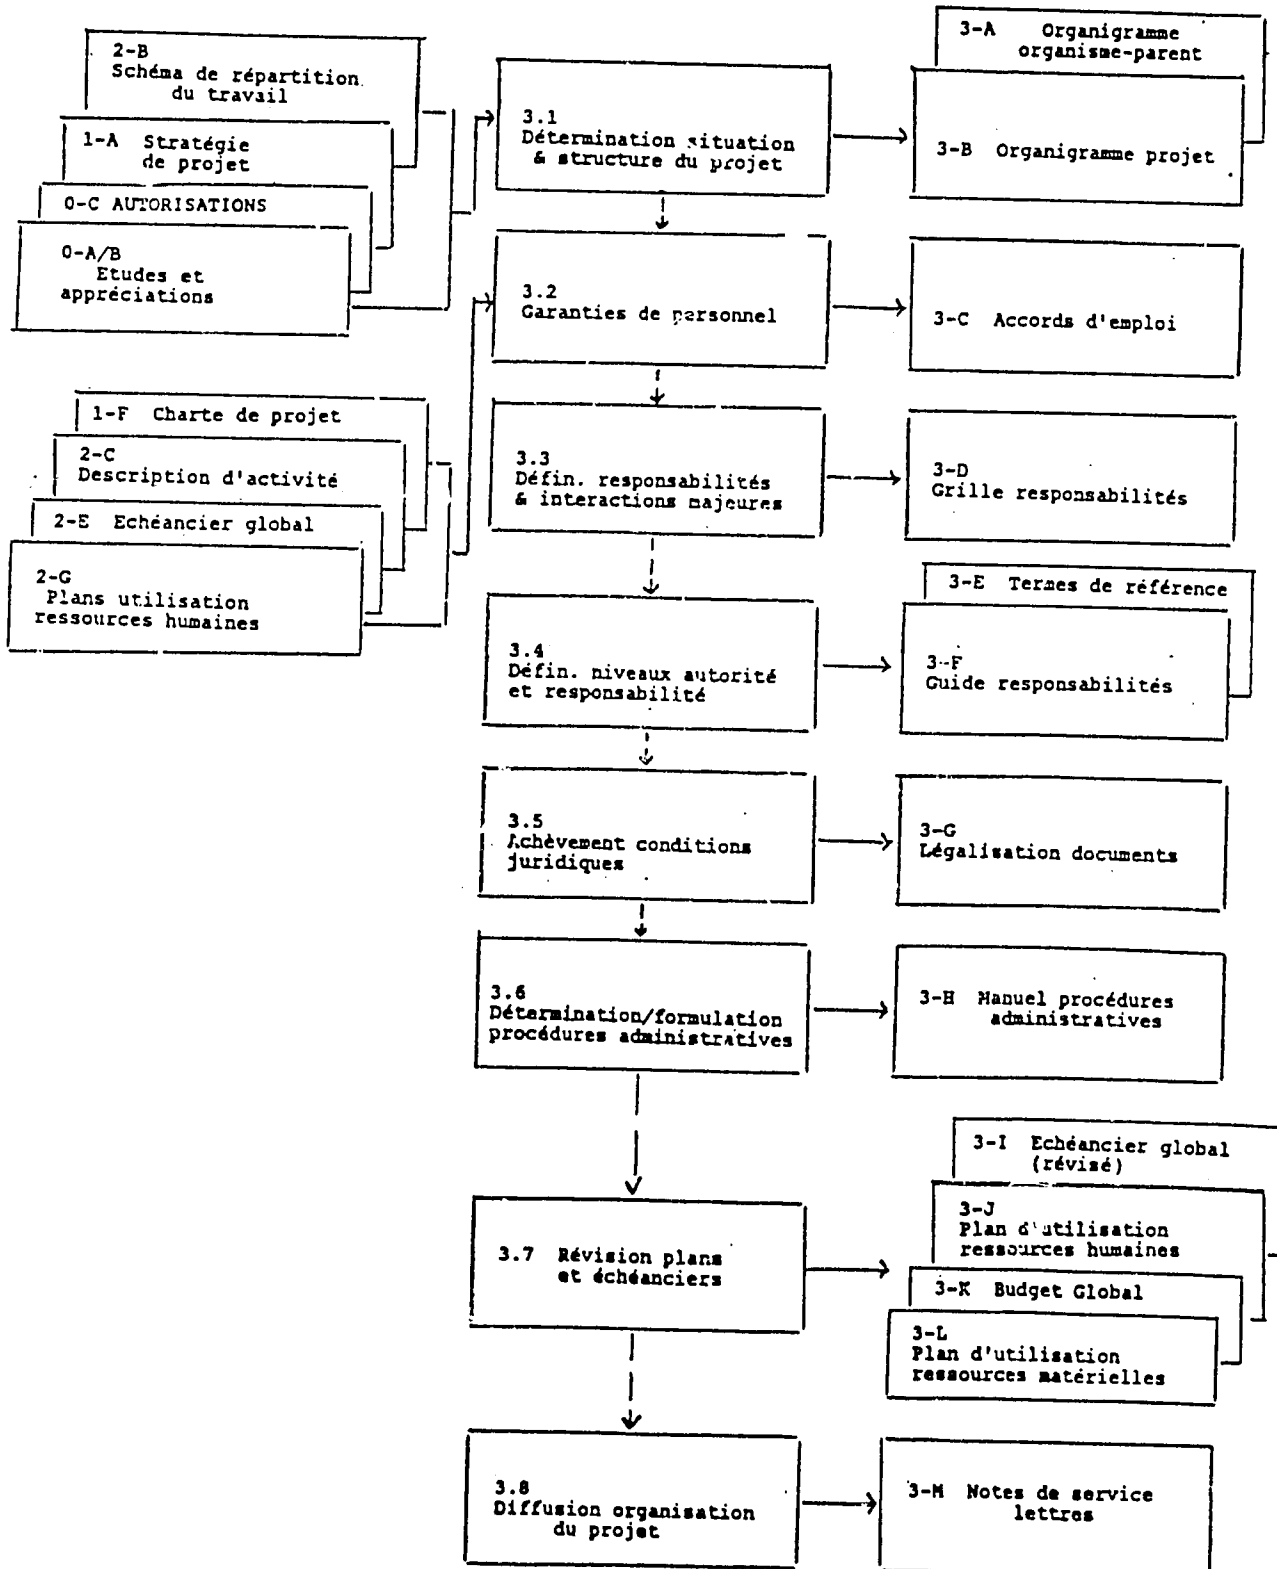 2-B
Schéma de répartition
du travail
1-A Stratégie
de projet
0-C AUTORISATIONS
0-A/B
Etudes et
appréciations
1-F Charte de projet
2-C
Description d'activité
2-E Echéancier global
2-G
Plans utilisation
ressources humaines
3.1
Détermination situation
& structure du projet
3.2
Garanties de personnel
3.3
Défin. responsabilités
& interactions majeures
3.4
Défin. niveaux autorité
et responsabilité
3.5
Achèvement conditions
juridiques
3.6
Détermination/formulation
procédures administratives
3.7 Révision plans
et échéanciers
3.8
Diffusion organisation
du projet
3-A Organigramme
organisme-parent
3-B Organigramme projet
3-C Accords d'emploi
3-D
Grille responsabilités
3-E Termes de référence
3-F
Guide responsabilités
3-G
Légalisation documents
3-H Manuel procédures
administratives
3-I Echéancier global
(révisé)
3-J
Plan d'utilisation
ressources humaines
3-K Budget Global
3-L
Plan d'utilisation
ressources matérielles
3-M Notes de service
lettres